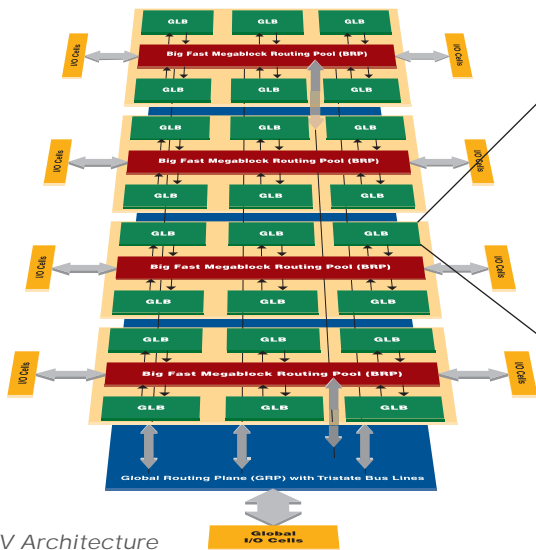 GLB GLB GLB
I/O Cells Big Fast Megablock Routing Pool (BRP) I/O Cells
GLB GLB GLB
GLB GLB GLB
I/O Cells Big Fast Megablock Routing Pool (BRP) I/O Cells
GLB GLB GLB
GLB GLB GLB
I/O Cells Big Fast Megablock Routing Pool (BRP) I/O Cells
GLB GLB GLB
GLB GLB GLB
I/O Cells Big Fast Megablock Routing Pool (BRP) I/O Cells
GLB GLB GLB
Global Routing Plane (GRP) with Tristate Bus Lines
V Architecture
Global
I/O Cells